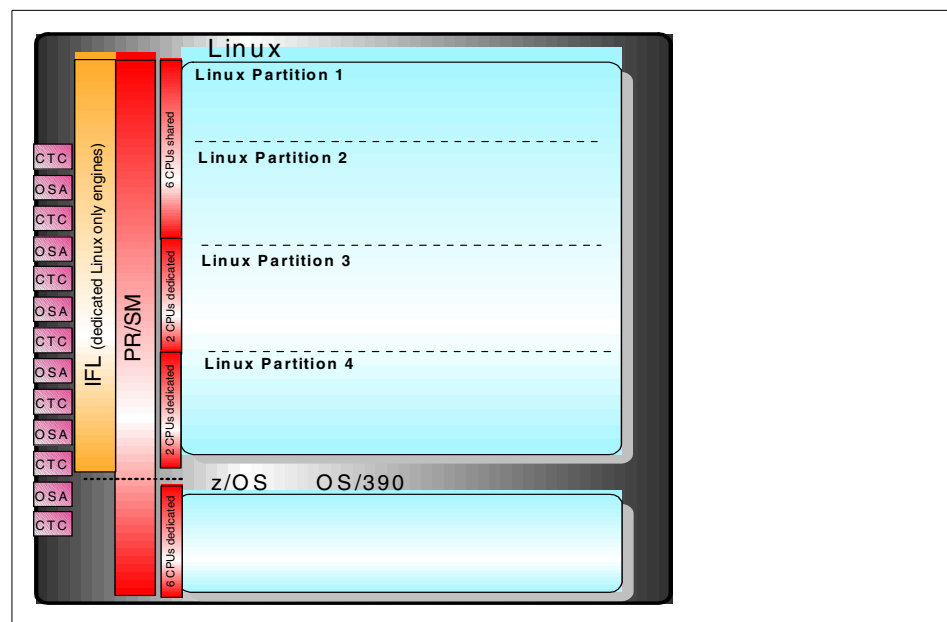 Linux
Linux Partition 1
Linux Partition 2
Linux Partition 3
Linux Partition 4
z/OS OS/390
CTC
OSA
CTC
OSA
CTC
OSA
CTC
OSA
CTC
OSA
CTC
OSA
CTC
IFL (dedicated Linux only engines)
PR/SM
6 CPUs shared
2 CPUs dedicated
2 CPUs dedicated
6 CPUs dedicated